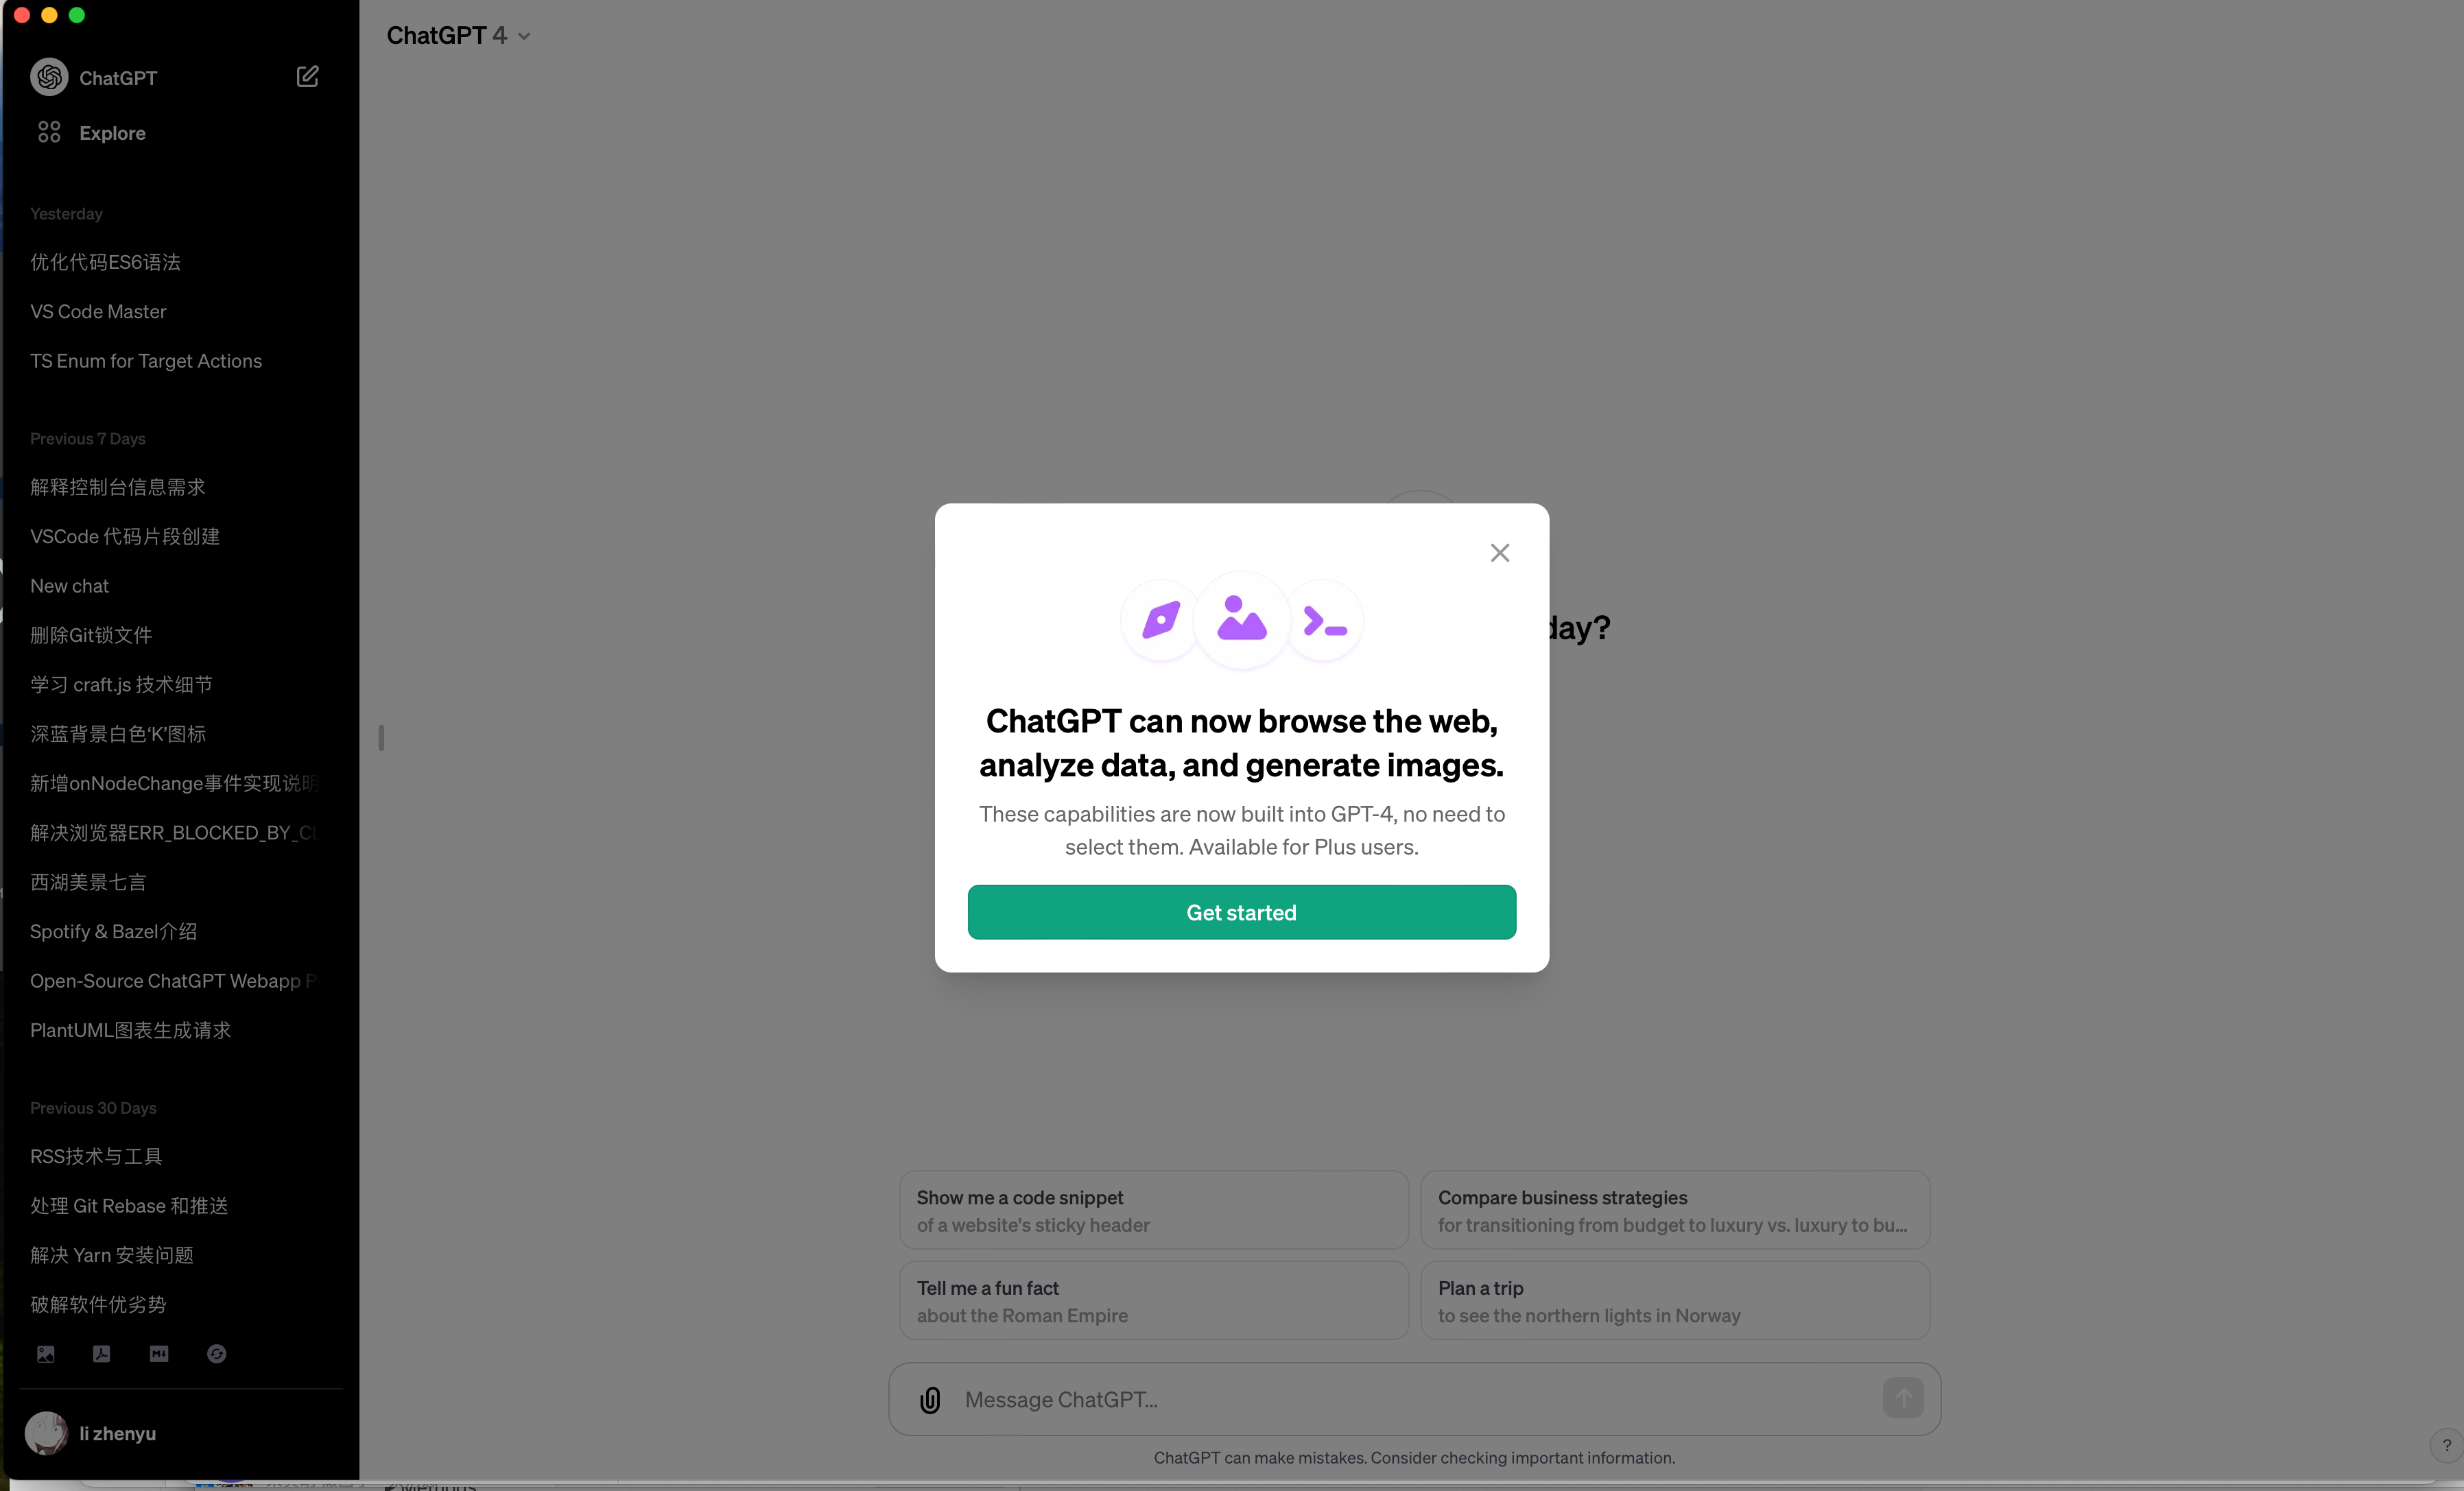 ChatGPT
Explore
Yesterday
优化代码ES6语法
VS Code Master
TS Enum for Target Actions
Previous 7 Days
解释控制台信息需求
VSCode 代码片段创建
New chat
删除Git锁文件
学习 craft.js 技术细节
深蓝背景白色‘K’图标
新增onNodeChange事件实现说明
解决浏览器ERR_BLOCKED_BY_CL
西湖美景七言
Spotify & Bazel介绍
Open-Source ChatGPT Webapp P
PlantUML图表生成请求
Previous 30 Days
RSS技术与工具
处理 Git Rebase 和推送
解决 Yarn 安装问题
破解软件优劣势
li zhenyu
ChatGPT 4
day?
ChatGPT can now browse the web,
analyze data, and generate images.
These capabilities are now built into GPT-4, no need to
select them. Available for Plus users.
Get started
Show me a code snippet
of a website's sticky header
Compare business strategies
for transitioning from budget to luxury vs. luxury to bu...
Tell me a fun fact
about the Roman Empire
Plan a trip
to see the northern lights in Norway
Message ChatGPT...
ChatGPT can make mistakes. Consider checking important information.
?